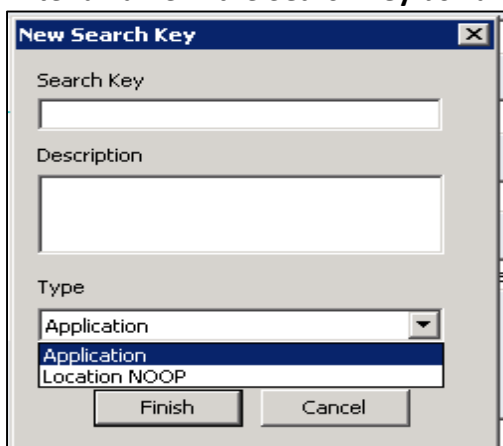 New Search Key
Search Key
Description
Type
Application
Application
Location NOOP
Finish Cancel